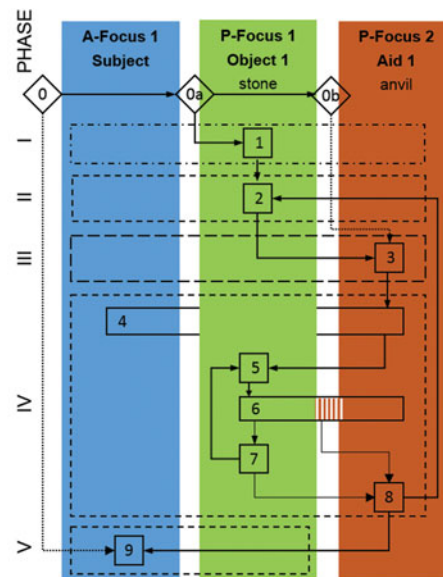 PHASE
A-Focus 1
Subject
P-Focus 1
Object 1
stone
P-Focus 2
Aid 1
anvil
0
0a
0b
I
1
II
2
III
3
IV
4
5
6
7
8
V
9